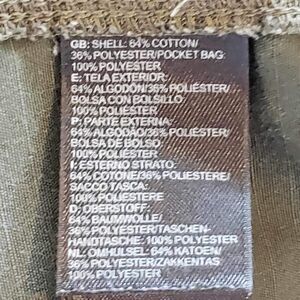 GB: SHELL: 64% COTTON/
36% POLYESTER/POCKET BAG:
100% POLYESTER
E: TELA EXTERIOR:
64% ALGODÓN/36% POLIÉSTER/
BOLSA CON BOLSILLO
100% POLIÉSTER
P: PARTE EXTERNA:
64% ALGODÃO/36% POLIÉSTER/
BOLSA DE BOLSO:
100% POLIÉSTER
I: ESTERNO STRATO:
64% COTONE/36% POLIESTERE/
SACCO TASCA:
100% POLIESTERE
D: ÜBERSTOFF:
64% BAUMWOLLE/
36% POLYESTER/TASCHEN-
HANDTASCHE: 100% POLYESTER
NL: OMHULSEL: 64% KATOEN/
36% POLYESTER/ZAKKENTAS
100% POLYESTER